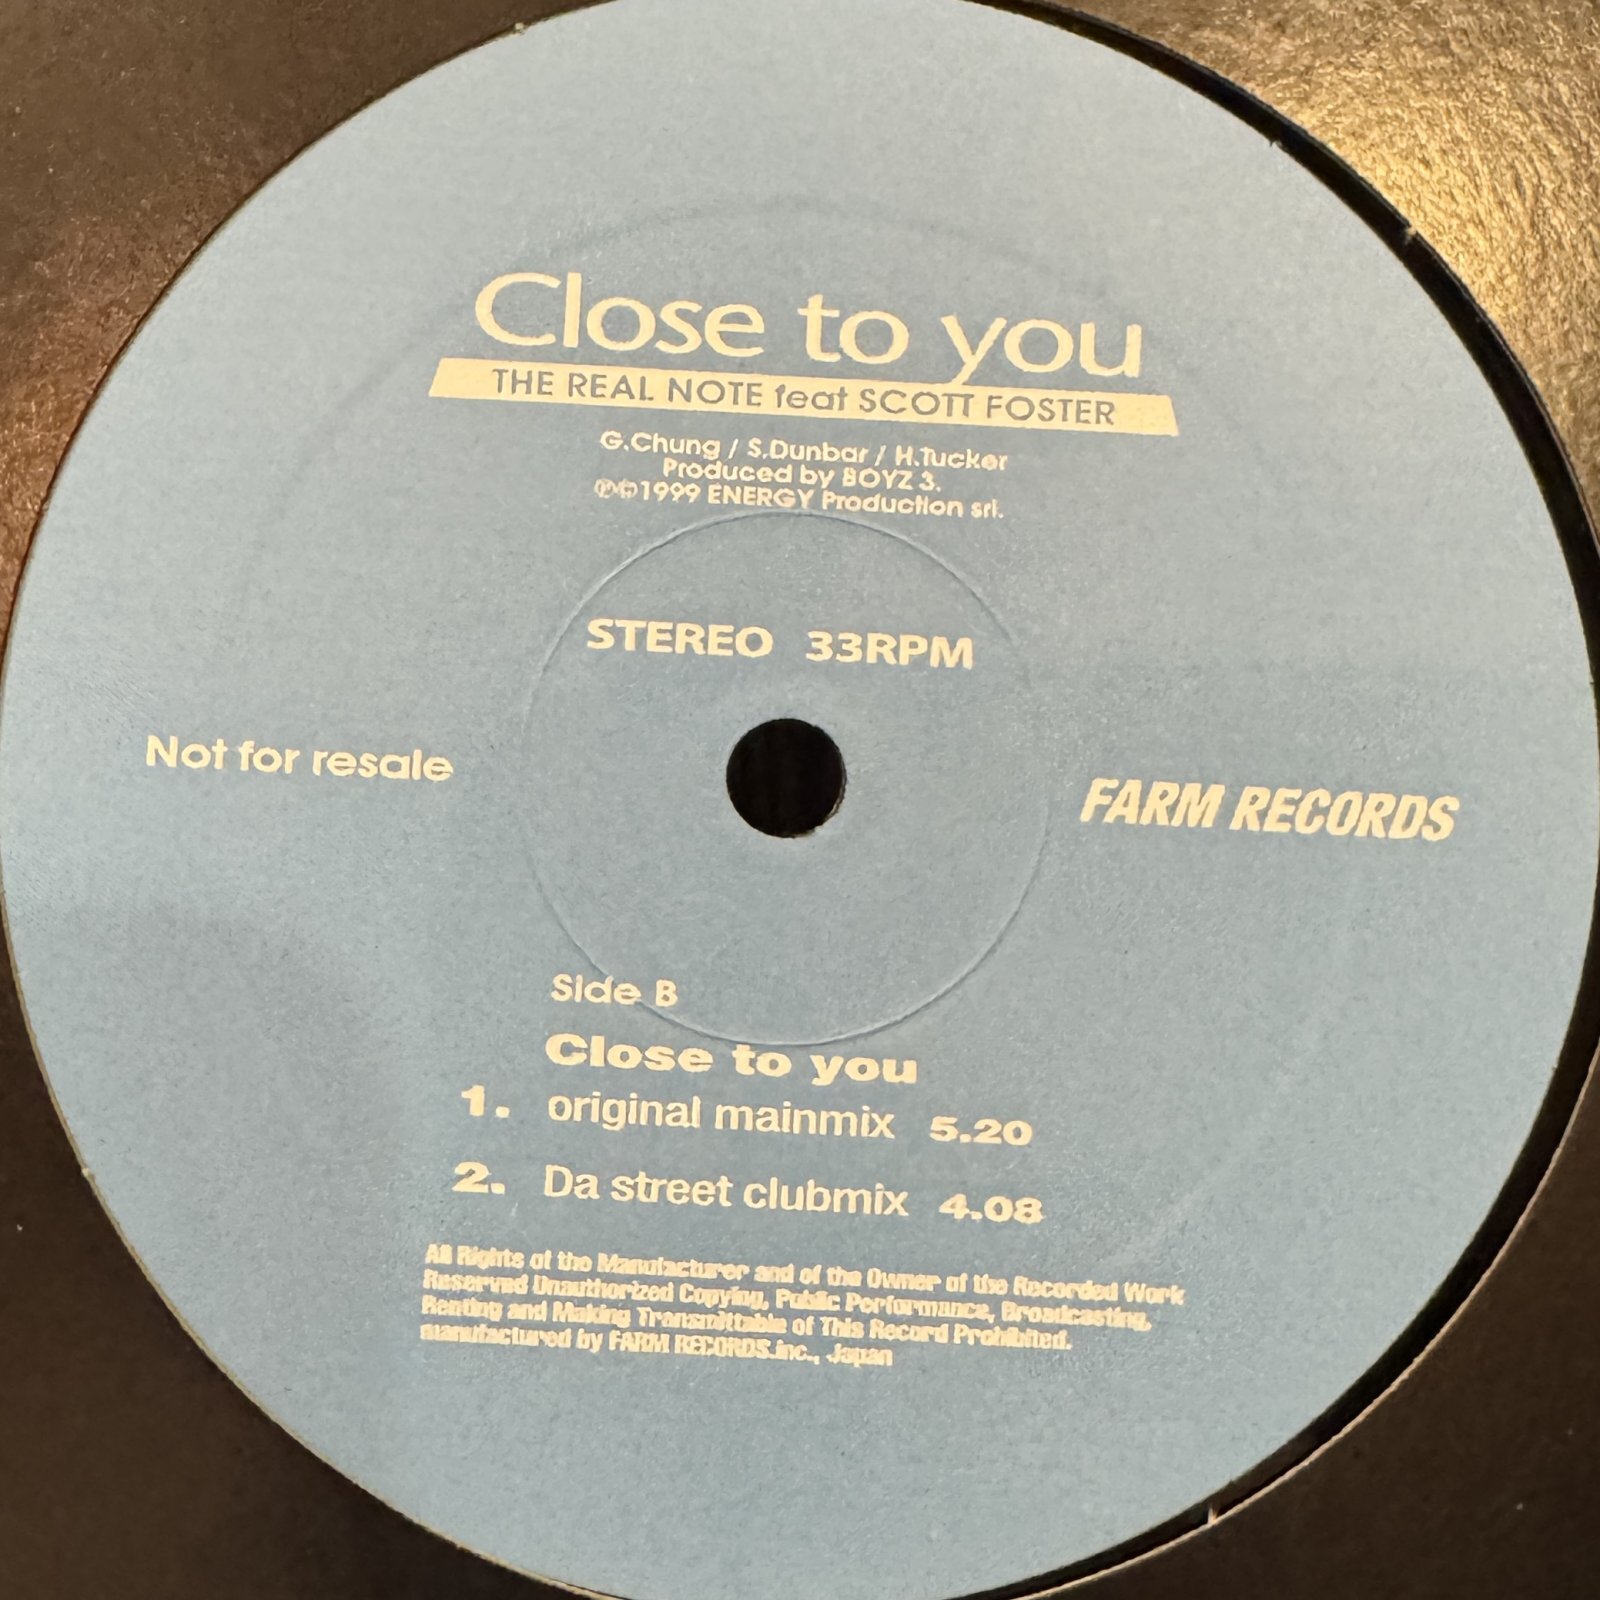 Close to you
THE REAL NOTE feat SCOTT FOSTER
G.Chung / S.Dunbar / H.Tucker
Produced by BOYZ 3.
℗©1999 ENERGY Production srl.
STEREO 33RPM
Not for resale
FARM RECORDS
Side B
Close to you
1. original mainmix 5.20
2. Da street clubmix 4.08
All Rights of the Manufacturer and of the Owner of the Recorded Work
Reserved Unauthorized Copying, Public Performance, Broadcasting,
Renting and Making Transmittable of This Record Prohibited.
manufactured by FARM RECORDS.inc., Japan